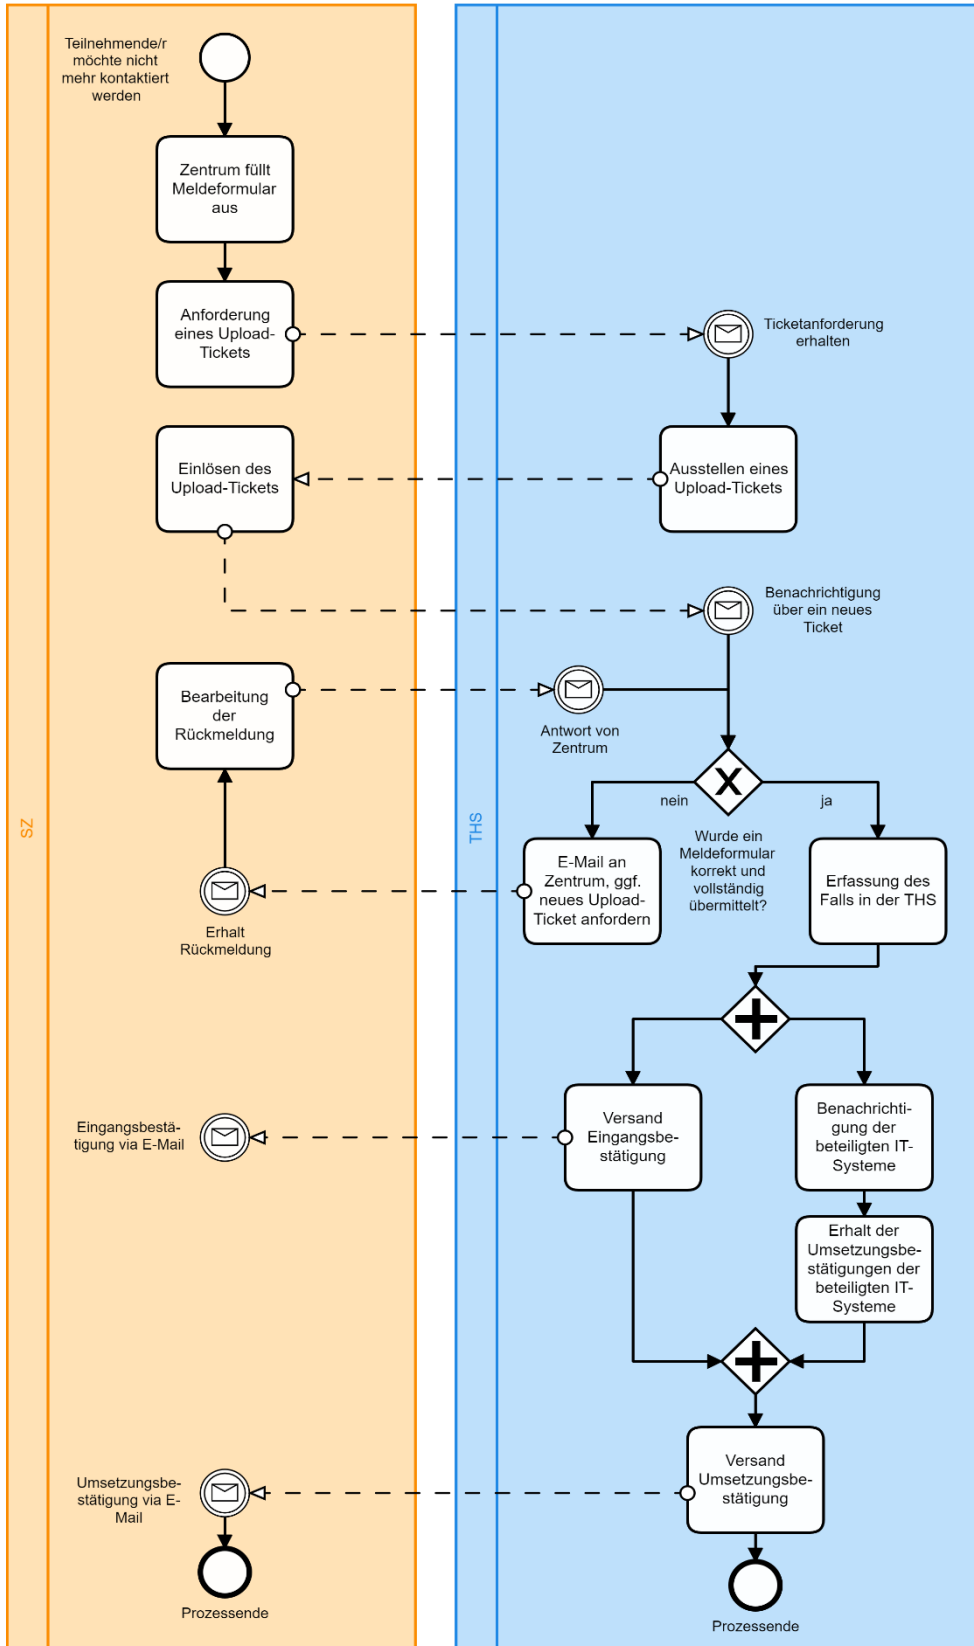 Teilnehmende/r
möchte nicht
mehr kontaktiert
werden
Zentrum füllt
Meldeformular
aus
Anforderung
eines Upload-
Tickets
Ticketanforderung
erhalten
Einlösen des
Upload-Tickets
Ausstellen eines
Upload-Tickets
Benachrichtigung
über ein neues
Ticket
Bearbeitung
der
Rückmeldung
Antwort von
Zentrum
nein
ja
Wurde ein
Meldeformular
korrekt und
vollständig
übermittelt?
SZ
THS
E-Mail an
Zentrum, ggf.
neues Upload-
Ticket anfordern
Erfassung des
Falls in der THS
Erhalt
Rückmeldung
Eingangsbestä-
tigung via E-Mail
Versand
Eingangsbe-
stätigung
Benachrichti-
gung der
beteiligten IT-
Systeme
Erhalt der
Umsetzungsbe-
stätigungen der
beteiligten IT-
Systeme
Umsetzungsbe-
stätigung via E-
Mail
Versand
Umsetzungsbe-
stätigung
Prozessende
Prozessende